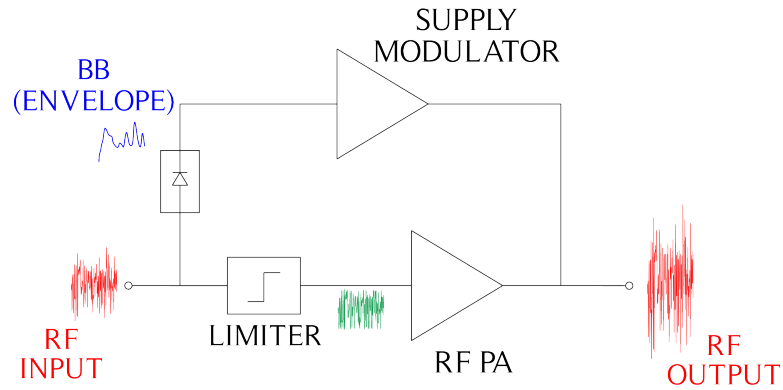 SUPPLY
MODULATOR
BB
(ENVELOPE)
RF
INPUT
LIMITER
RF PA
RF
OUTPUT